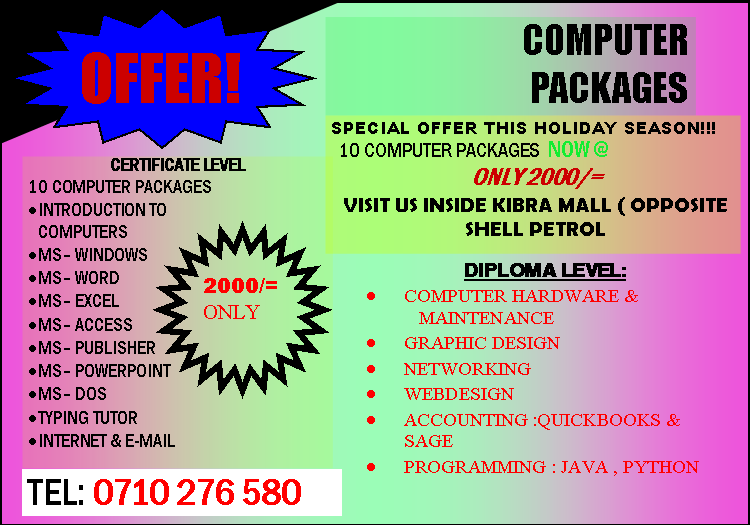 OFFER!
COMPUTER
PACKAGES
SPECIAL OFFER THIS HOLIDAY SEASON!!!
10 COMPUTER PACKAGES NOW @
ONLY 2000/=
VISIT US INSIDE KIBRA MALL ( OPPOSITE
SHELL PETROL
CERTIFICATE LEVEL
10 COMPUTER PACKAGES
• INTRODUCTION TO
COMPUTERS
• MS – WINDOWS
• MS – WORD
• MS – EXCEL
• MS – ACCESS
• MS – PUBLISHER
• MS – POWERPOINT
• MS – DOS
• TYPING TUTOR
• INTERNET & E-MAIL
2000/=
ONLY
DIPLOMA LEVEL:
• COMPUTER HARDWARE &
MAINTENANCE
• GRAPHIC DESIGN
• NETWORKING
• WEBDESIGN
• ACCOUNTING :QUICKBOOKS &
SAGE
• PROGRAMMING : JAVA , PYTHON
TEL: 0710 276 580